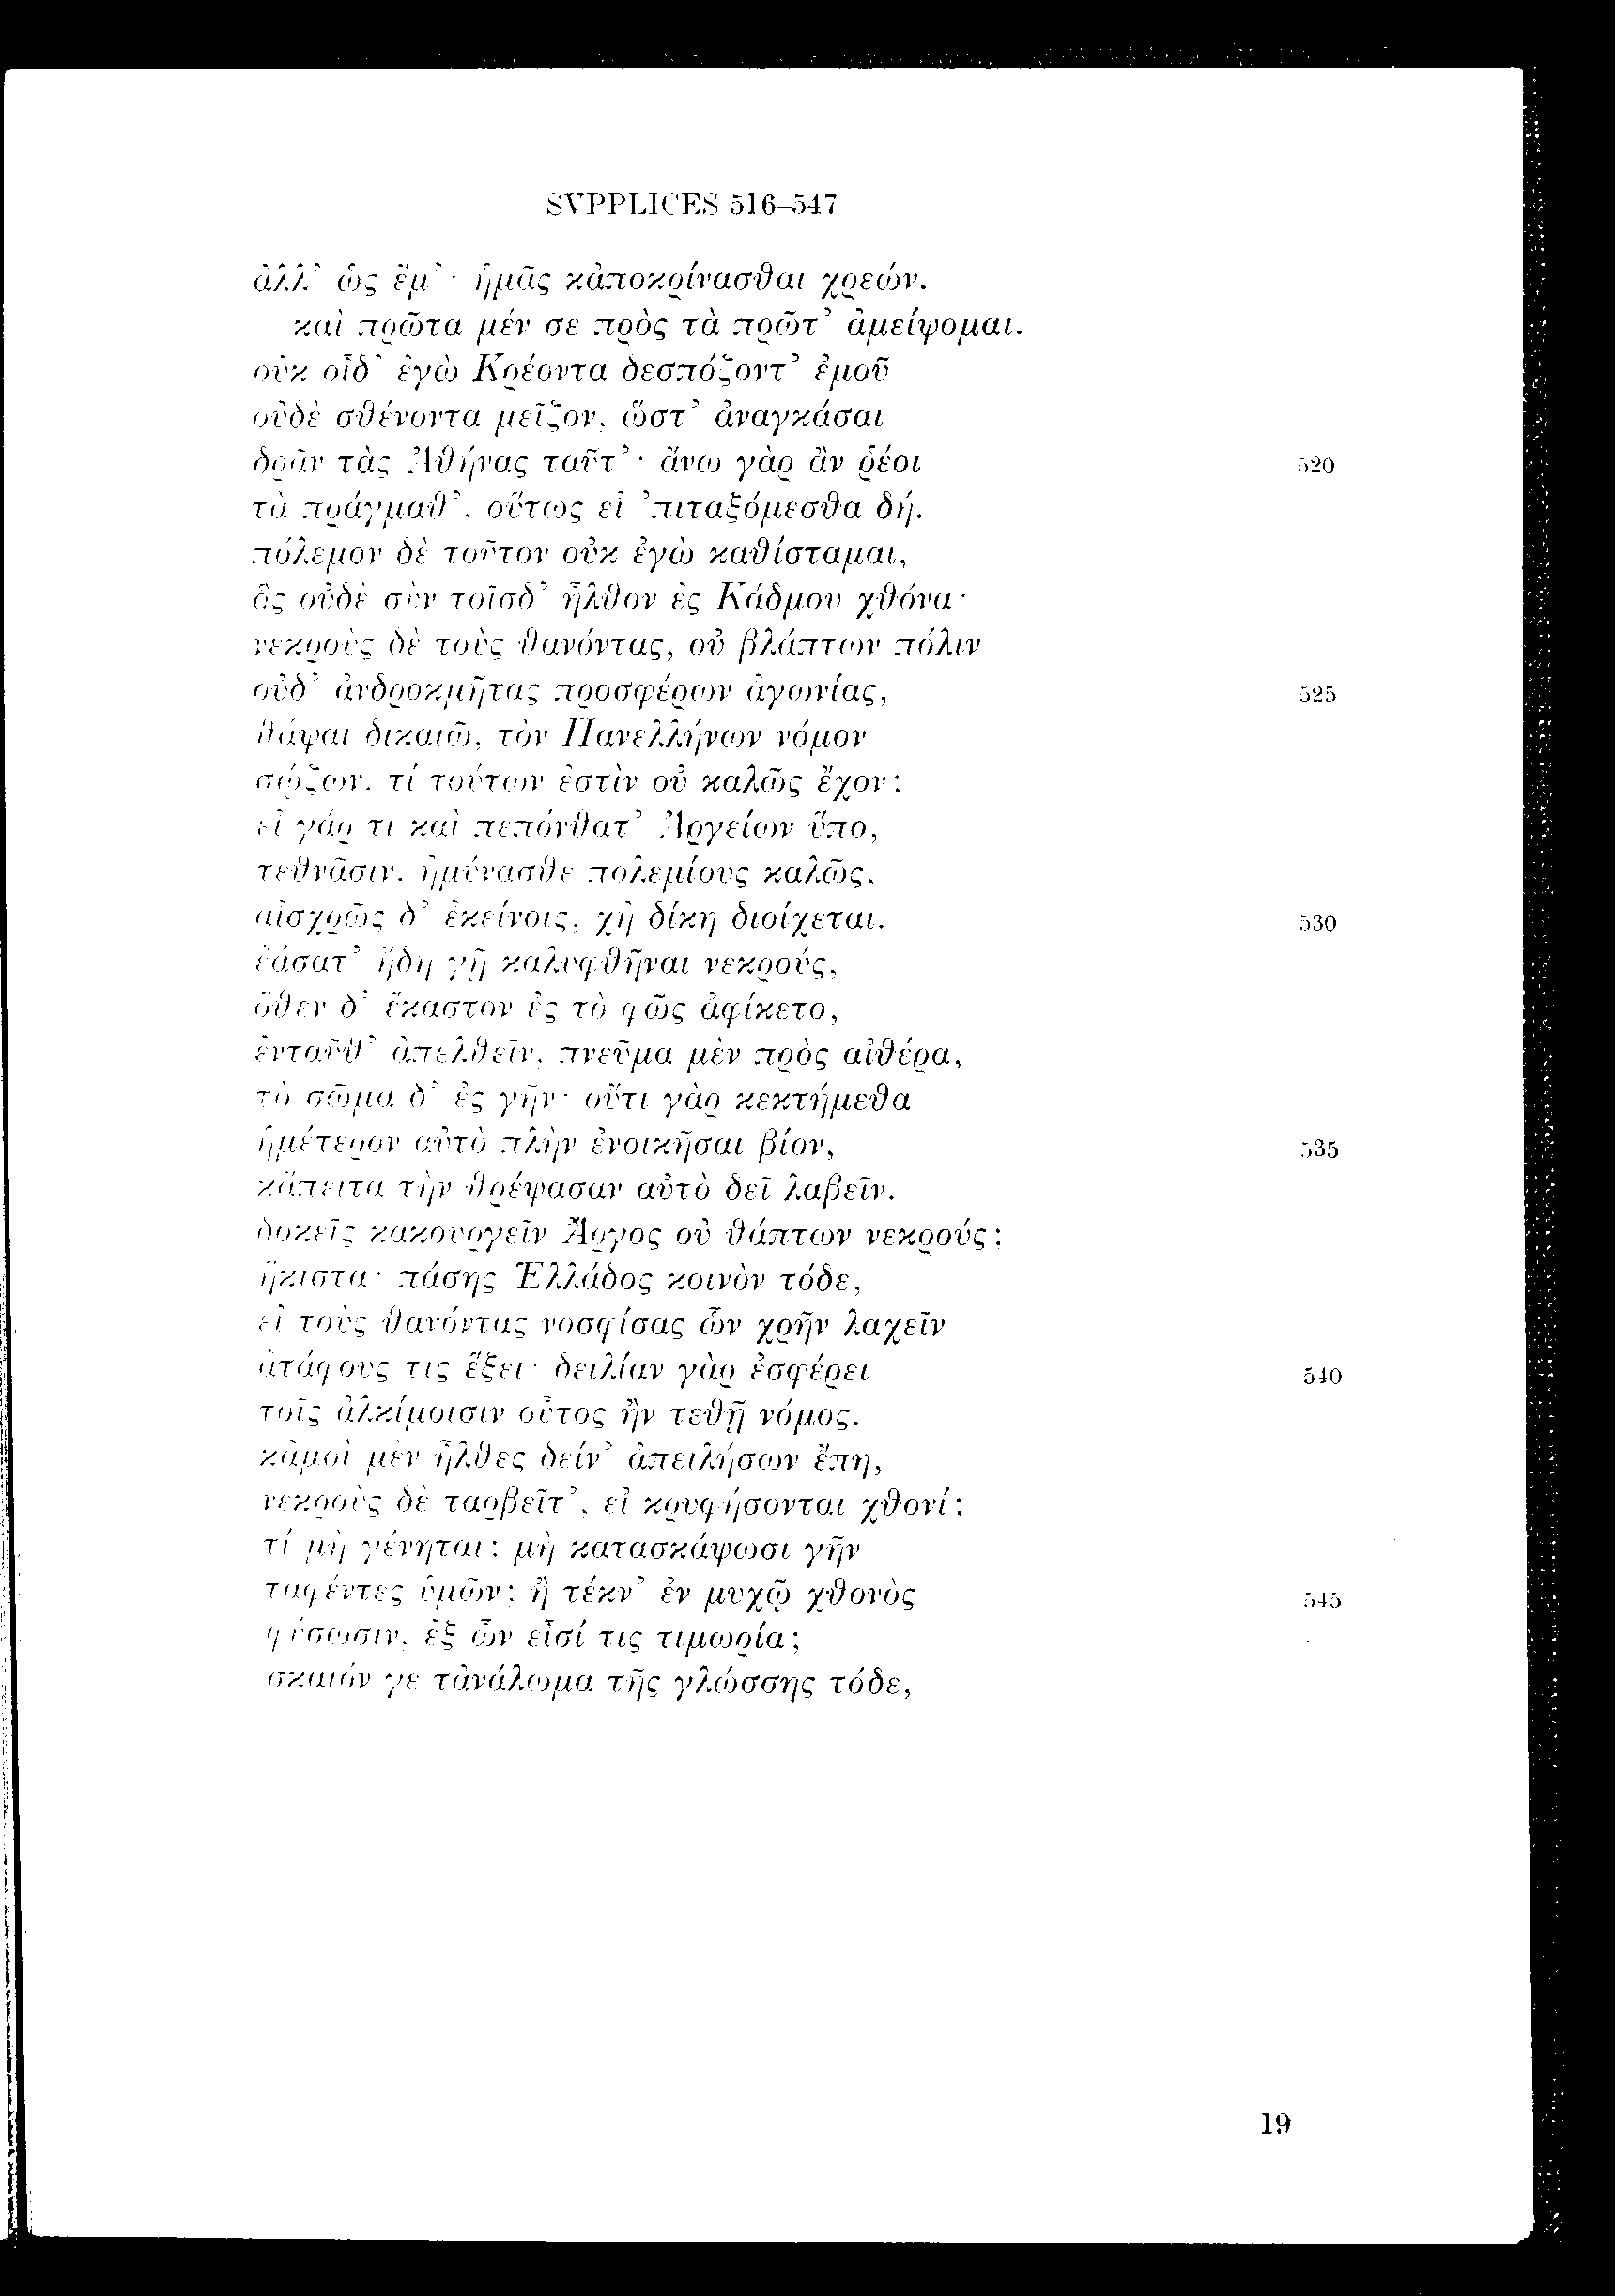 SVPPLICES 516–547
ἀλλ’ ὡς ἔμ’· ἡμᾶς κἀποκρίνασθαι χρεών.
καὶ πρῶτα μέν σε πρὸς τὰ πρῶτ’ ἀμείψομαι.
οὐκ οἶδ’ ἐγὼ Κρέοντα δεσπόζοντ’ ἐμοῦ
οὐδὲ σθένοντα μεῖζον, ὥστ’ ἀναγκάσαι
δρᾶν τὰς Ἀθήνας ταῦτ’· ἄνω γὰρ ἂν ῥέοι 520
τὰ πράγμαθ’, οὕτως εἰ ’πιταξόμεσθα δή.
πόλεμον δὲ τοῦτον οὐκ ἐγὼ καθίσταμαι,
ὃς οὐδὲ σὺν τοῖσδ’ ἦλθον ἐς Κάδμου χθόνα·
νεκροὺς δὲ τοὺς θανόντας, οὐ βλάπτων πόλιν
οὐδ’ ἀνδροκμῆτας προσφέρων ἀγωνίας, 525
θάψαι δικαιῶ, τὸν Πανελλήνων νόμον
σῴζων. τί τούτων ἐστὶν οὐ καλῶς ἔχον;
εἰ γάρ τι καὶ πεπόνθατ’ Ἀργείων ὕπο,
τεθνᾶσιν, ἠμύνασθε πολεμίους καλῶς,
αἰσχρῶς δ’ ἐκείνοις, χἠ δίκη διοίχεται. 530
ἐάσατ’ ἤδη γῇ καλυφθῆναι νεκρούς,
ὅθεν δ’ ἕκαστον ἐς τὸ φῶς ἀφίκετο,
ἐνταῦθ’ ἀπελθεῖν, πνεῦμα μὲν πρὸς αἰθέρα,
τὸ σῶμα δ’ ἐς γῆν· οὔτι γὰρ κεκτήμεθα
ἡμέτερον αὐτὸ πλὴν ἐνοικῆσαι βίον, 535
κἄπειτα τὴν θρέψασαν αὐτὸ δεῖ λαβεῖν.
δοκεῖς κακουργεῖν Ἄργος οὐ θάπτων νεκρούς;
ἥκιστα· πάσης Ἑλλάδος κοινὸν τόδε,
εἰ τοὺς θανόντας νοσφίσας ὧν χρῆν λαχεῖν
ἀτάφους τις ἕξει· δειλίαν γὰρ ἐσφέρει 540
τοῖς ἀλκίμοισιν οὗτος ἢν τεθῇ νόμος.
κἀμοὶ μὲν ἦλθες δείν’ ἀπειλήσων ἔπη,
νεκροὺς δὲ ταρβεῖτ’, εἰ κρυφήσονται χθονί;
τί μὴ γένηται; μὴ κατασκάψωσι γῆν
ταφέντες ὑμῶν; ἢ τέκν’ ἐν μυχῷ χθονὸς 545
φύσωσιν, ἐξ ὧν εἶσί τις τιμωρία;
σκαιόν γε τἀνάλωμα τῆς γλώσσης τόδε,
19